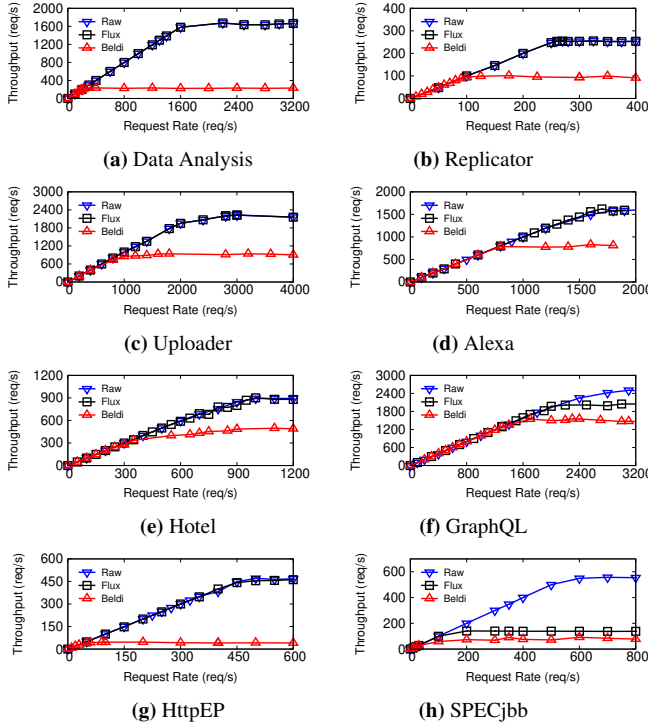 Throughput (req/s)
2000
1600
1200
800
400
0
Raw
Flux
Beldi
0 800 1600 2400 3200
Request Rate (req/s)
(a) Data Analysis
Throughput (req/s)
400
300
200
100
0
Raw
Flux
Beldi
0 100 200 300 400
Request Rate (req/s)
(b) Replicator
Throughput (req/s)
3000
2400
1800
1200
600
0
Raw
Flux
Beldi
0 1000 2000 3000 4000
Request Rate (req/s)
(c) Uploader
Throughput (req/s)
2000
1500
1000
500
0
Raw
Flux
Beldi
0 500 1000 1500 2000
Request Rate (req/s)
(d) Alexa
Throughput (req/s)
1200
900
600
300
0
Raw
Flux
Beldi
0 300 600 900 1200
Request Rate (req/s)
(e) Hotel
Throughput (req/s)
3000
2400
1800
1200
600
0
Raw
Flux
Beldi
0 800 1600 2400 3200
Request Rate (req/s)
(f) GraphQL
Throughput (req/s)
600
450
300
150
0
Raw
Flux
Beldi
0 150 300 450 600
Request Rate (req/s)
(g) HttpEP
Throughput (req/s)
600
400
200
0
Raw
Flux
Beldi
0 200 400 600 800
Request Rate (req/s)
(h) SPECjbb